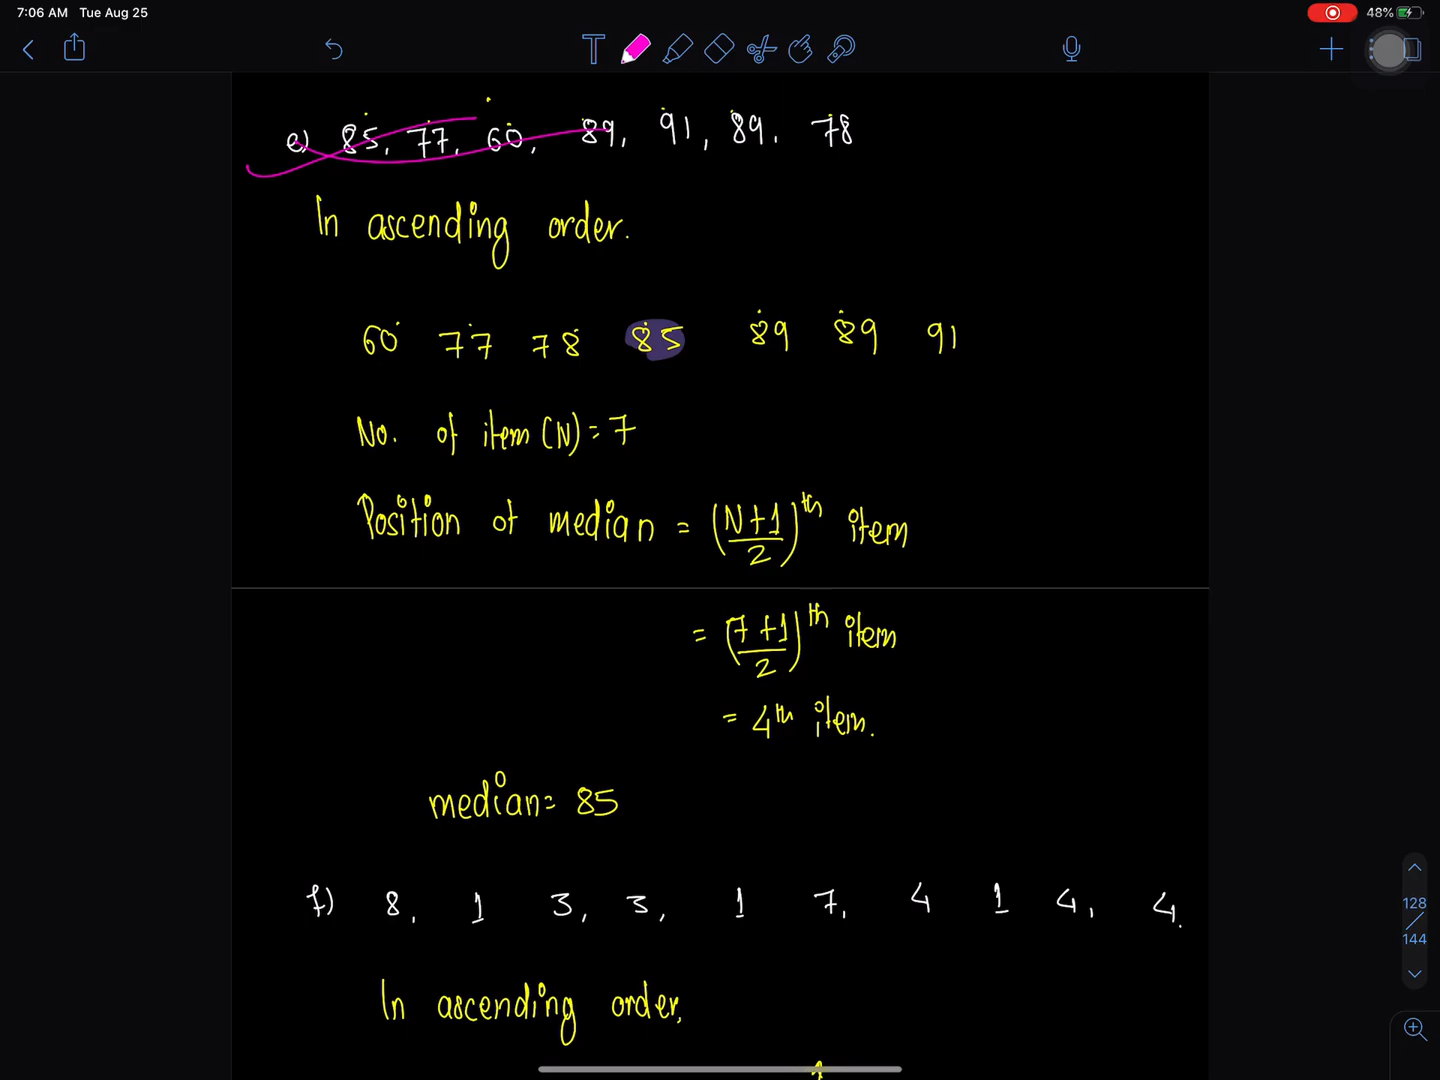 7:06 AM Tue Aug 25
48%
T
e) 85, 77, 60, 89, 91, 89. 78
In ascending order.
60 77 78 85 89 89 91
No. of item (N) = 7
Position of median = (N+1/2)th item
= (7+1/2)th item
= 4th item.
median = 85
f) 8, 1 3, 3, 1 7, 4 1 4, 4.
128
144
In ascending order,